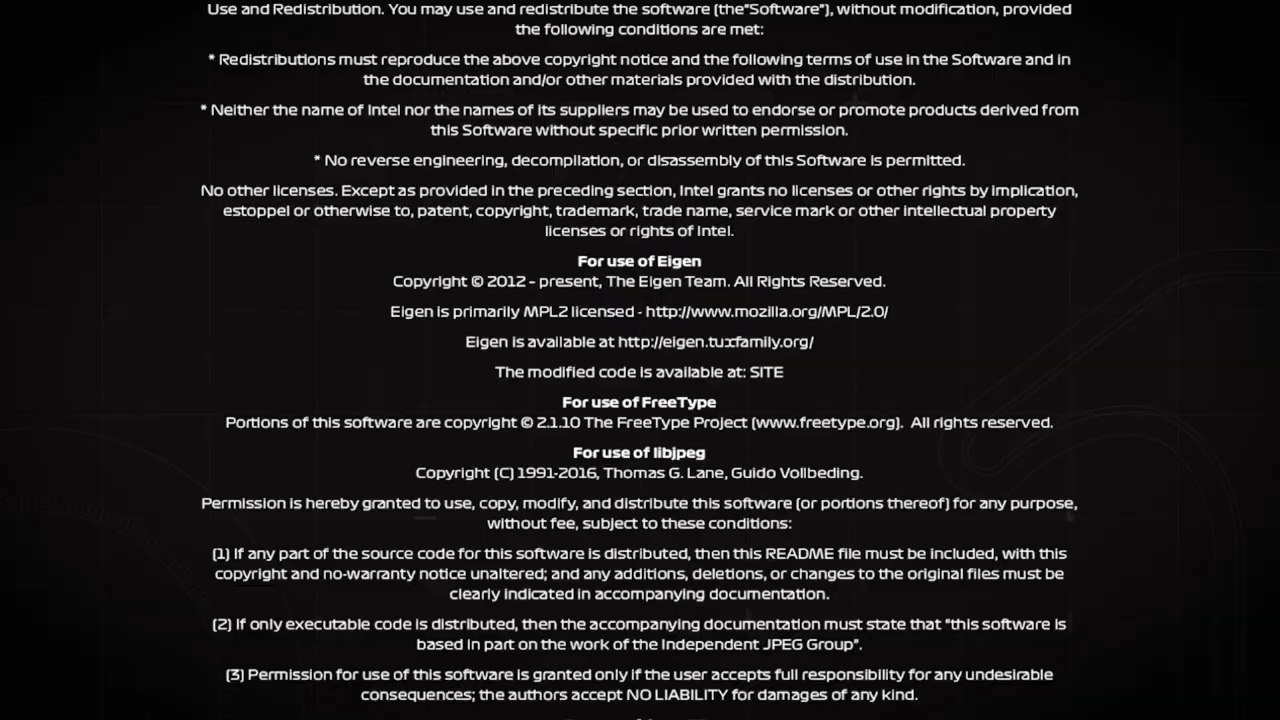 Use and Redistribution. You may use and redistribute the software (the"Software"), without modification, provided
the following conditions are met:
* Redistributions must reproduce the above copyright notice and the following terms of use in the Software and in
the documentation and/or other materials provided with the distribution.
* Neither the name of Intel nor the names of its suppliers may be used to endorse or promote products derived from
this Software without specific prior written permission.
* No reverse engineering, decompilation, or disassembly of this Software is permitted.
No other licenses. Except as provided in the preceding section, Intel grants no licenses or other rights by implication,
estoppel or otherwise to, patent, copyright, trademark, trade name, service mark or other intellectual property
licenses or rights of Intel.
For use of Eigen
Copyright © 2012 - present, The Eigen Team. All Rights Reserved.
Eigen is primarily MPL2 licensed - http://www.mozilla.org/MPL/2.0/
Eigen is available at http://eigen.tuxfamily.org/
The modified code is available at: SITE
For use of FreeType
Portions of this software are copyright © 2.1.10 The FreeType Project (www.freetype.org).  All rights reserved.
For use of libjpeg
Copyright (C) 1991-2016, Thomas G. Lane, Guido Vollbeding.
Permission is hereby granted to use, copy, modify, and distribute this software (or portions thereof) for any purpose,
without fee, subject to these conditions:
(1) If any part of the source code for this software is distributed, then this README file must be included, with this
copyright and no-warranty notice unaltered; and any additions, deletions, or changes to the original files must be
clearly indicated in accompanying documentation.
(2) If only executable code is distributed, then the accompanying documentation must state that "this software is
based in part on the work of the Independent JPEG Group".
(3) Permission for use of this software is granted only if the user accepts full responsibility for any undesirable
consequences; the authors accept NO LIABILITY for damages of any kind.